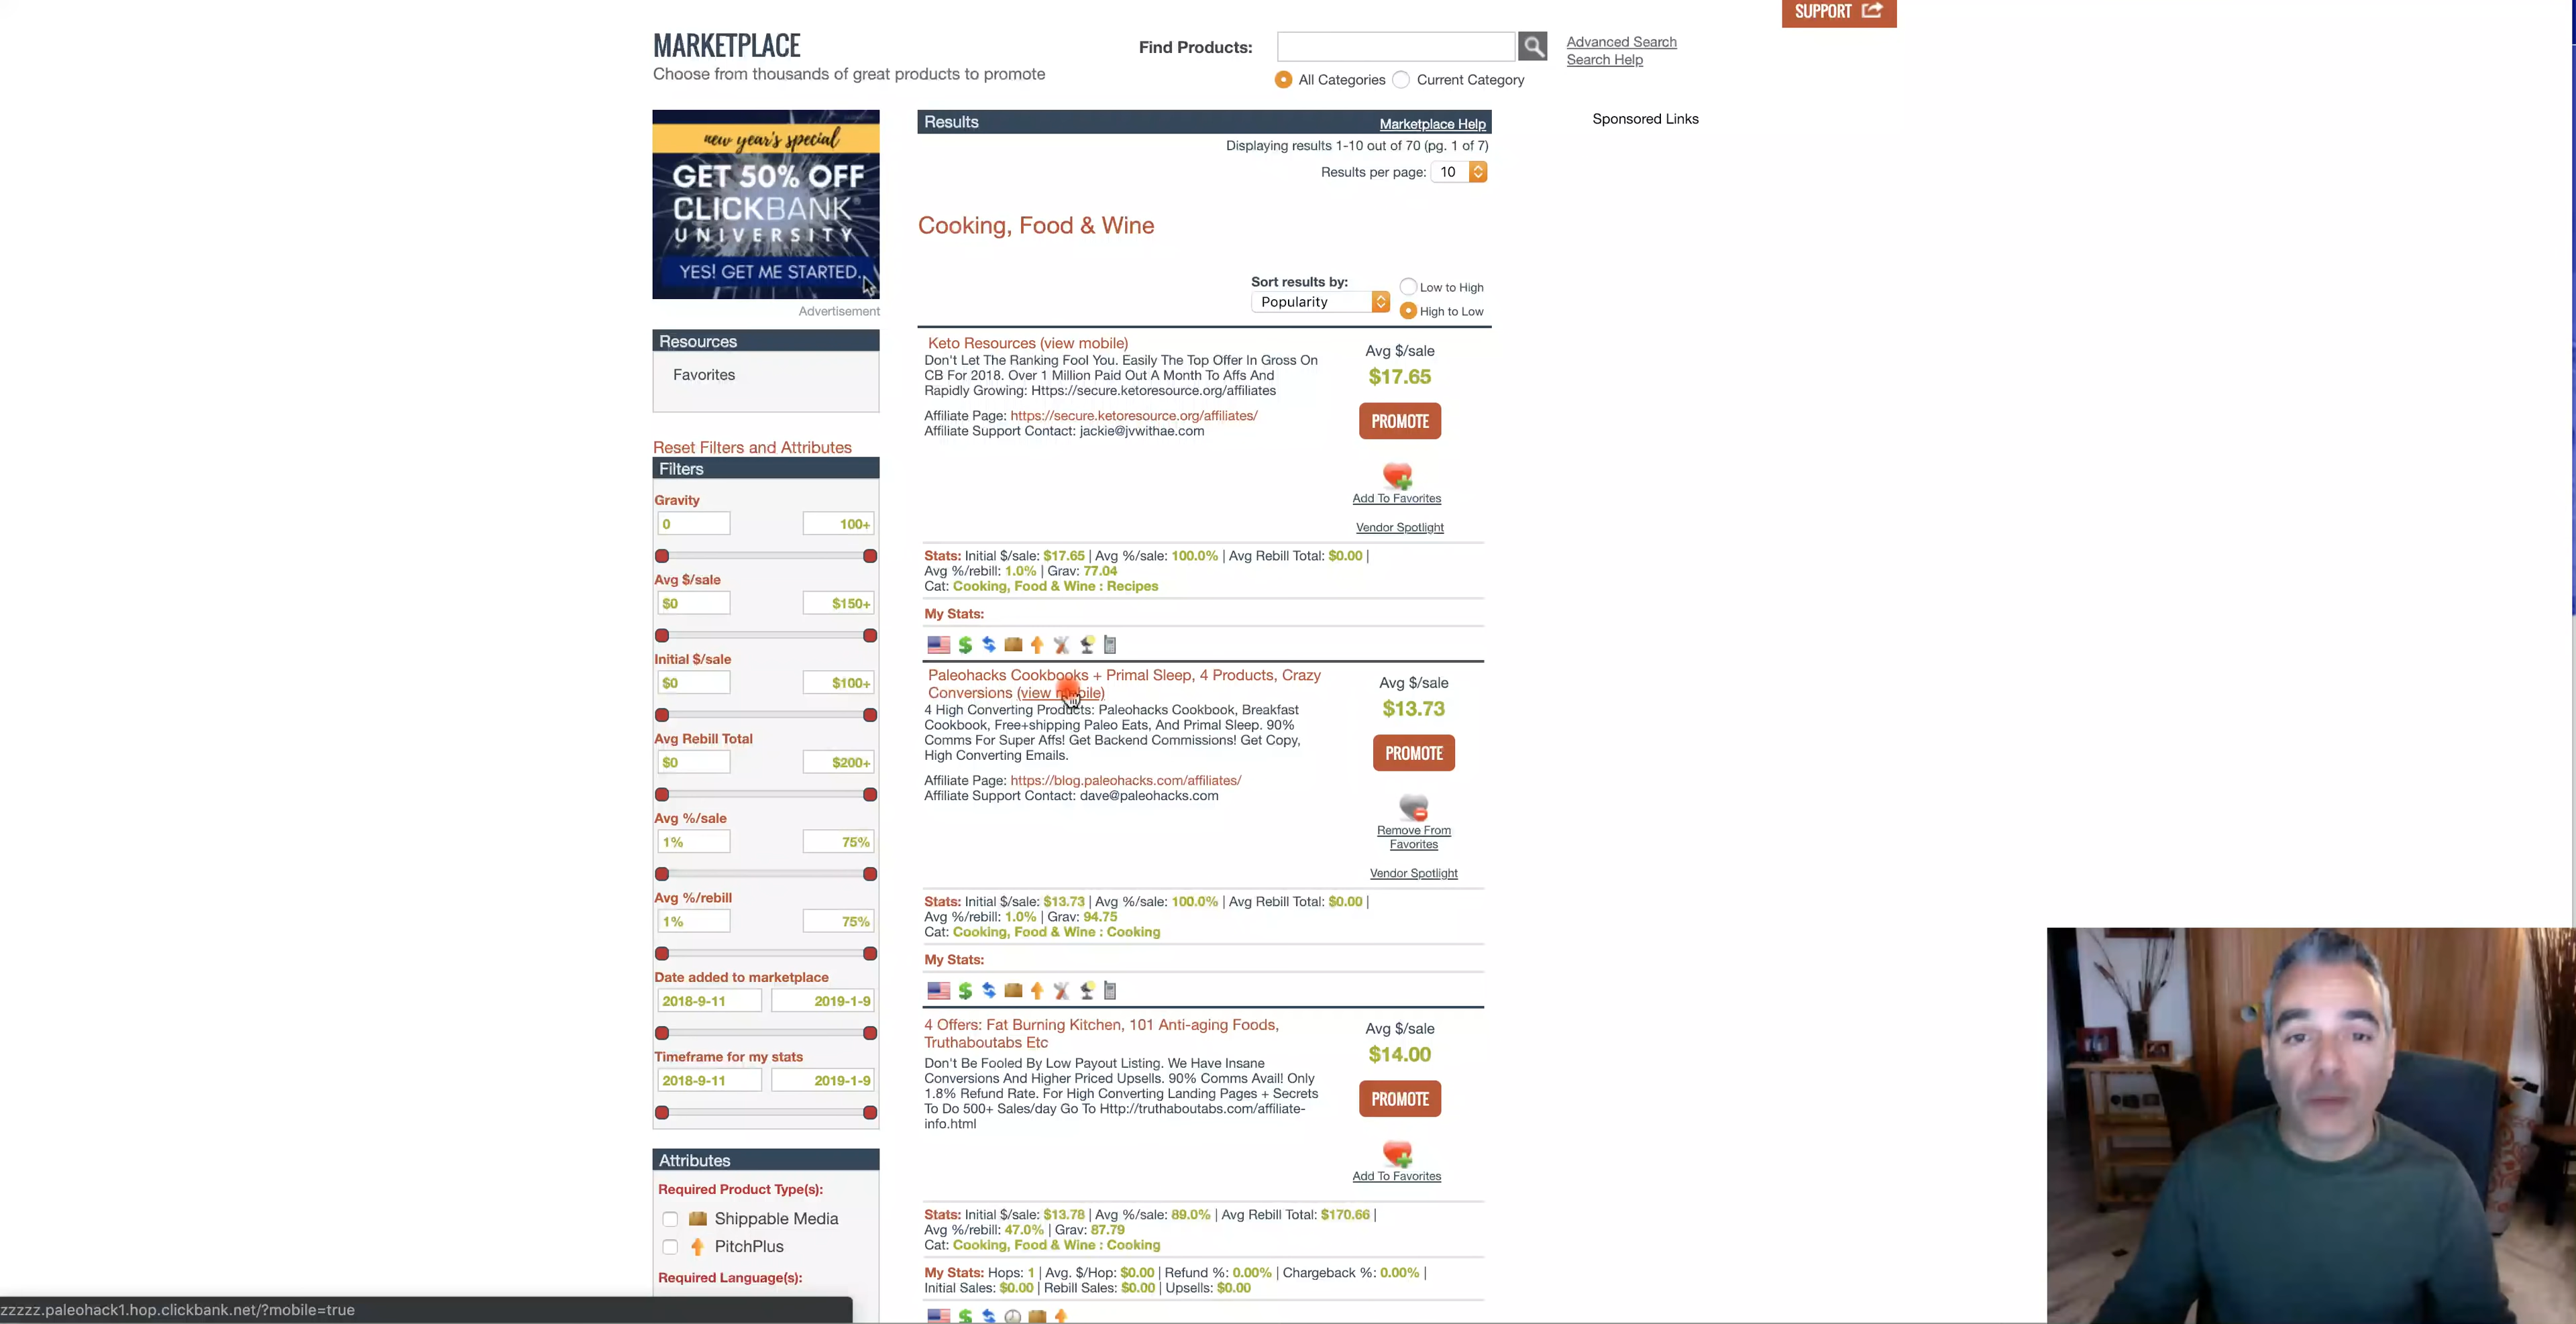 SUPPORT
MARKETPLACE
Choose from thousands of great products to promote
Find Products:
Advanced Search
Search Help
All Categories
Current Category
new year's special
GET 50% OFF
CLICKBANK
UNIVERSITY
YES! GET ME STARTED.
Advertisement
Resources
Favorites
Reset Filters and Attributes
Filters
Gravity
0 100+
Avg $/sale
$0 $150+
Initial $/sale
$0 $100+
Avg Rebill Total
$0 $200+
Avg %/sale
1% 75%
Avg %/rebill
1% 75%
Date added to marketplace
2018-9-11 2019-1-9
Timeframe for my stats
2018-9-11 2019-1-9
Attributes
Required Product Type(s):
Shippable Media
PitchPlus
Required Language(s):
Results
Marketplace Help
Displaying results 1-10 out of 70 (pg. 1 of 7)
Results per page: 10
Cooking, Food & Wine
Sort results by:
Popularity
Low to High
High to Low
Keto Resources (view mobile)
Don't Let The Ranking Fool You. Easily The Top Offer In Gross On
CB For 2018. Over 1 Million Paid Out A Month To Affs And
Rapidly Growing: Https://secure.ketoresource.org/affiliates
Affiliate Page: https://secure.ketoresource.org/affiliates/
Affiliate Support Contact: jackie@jvwithae.com
Avg $/sale
$17.65
PROMOTE
Add To Favorites
Vendor Spotlight
Stats: Initial $/sale: $17.65 | Avg %/sale: 100.0% | Avg Rebill Total: $0.00 |
Avg %/rebill: 1.0% | Grav: 77.04
Cat: Cooking, Food & Wine : Recipes
My Stats:
Paleohacks Cookbooks + Primal Sleep, 4 Products, Crazy
Conversions (view mobile)
4 High Converting Products: Paleohacks Cookbook, Breakfast
Cookbook, Free+shipping Paleo Eats, And Primal Sleep. 90%
Comms For Super Affs! Get Backend Commissions! Get Copy,
High Converting Emails.
Affiliate Page: https://blog.paleohacks.com/affiliates/
Affiliate Support Contact: dave@paleohacks.com
Avg $/sale
$13.73
PROMOTE
Remove From
Favorites
Vendor Spotlight
Stats: Initial $/sale: $13.73 | Avg %/sale: 100.0% | Avg Rebill Total: $0.00 |
Avg %/rebill: 1.0% | Grav: 94.75
Cat: Cooking, Food & Wine : Cooking
My Stats:
4 Offers: Fat Burning Kitchen, 101 Anti-aging Foods,
Truthaboutabs Etc
Don't Be Fooled By Low Payout Listing. We Have Insane
Conversions And Higher Priced Upsells. 90% Comms Avail! Only
1.8% Refund Rate. For High Converting Landing Pages + Secrets
To Do 500+ Sales/day Go To Http://truthaboutabs.com/affiliate-
info.html
Avg $/sale
$14.00
PROMOTE
Add To Favorites
Stats: Initial $/sale: $13.78 | Avg %/sale: 89.0% | Avg Rebill Total: $170.66 |
Avg %/rebill: 47.0% | Grav: 87.79
Cat: Cooking, Food & Wine : Cooking
My Stats: Hops: 1 | Avg. $/Hop: $0.00 | Refund %: 0.00% | Chargeback %: 0.00% |
Initial Sales: $0.00 | Rebill Sales: $0.00 | Upsells: $0.00
Sponsored Links
zzzzz.paleohack1.hop.clickbank.net/?mobile=true